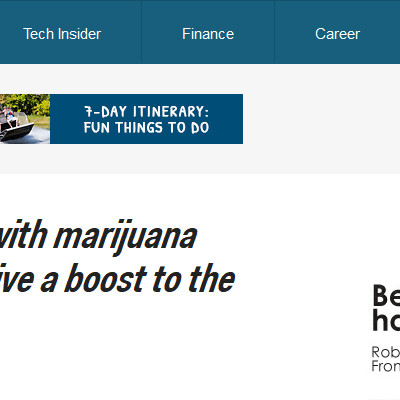 Tech Insider Finance Career
7-DAY ITINERARY:
FUN THINGS TO DO
with marijuana
ive a boost to the
Be
ho
Rob
Fron